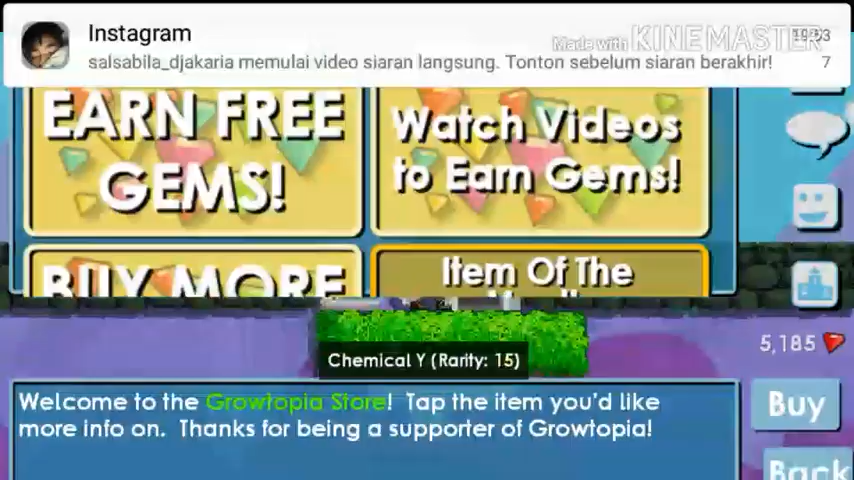 Instagram
Made with KINEMASTER
salsabila_djakaria memulai video siaran langsung. Tonton sebelum siaran berakhir!
7
EARN FREE
GEMS!
Watch Videos
to Earn Gems!
BUY MORE
Item Of The
5,185
Chemical Y (Rarity: 15)
Welcome to the Growtopia Store! Tap the item you'd like
more info on. Thanks for being a supporter of Growtopia!
Buy
Back